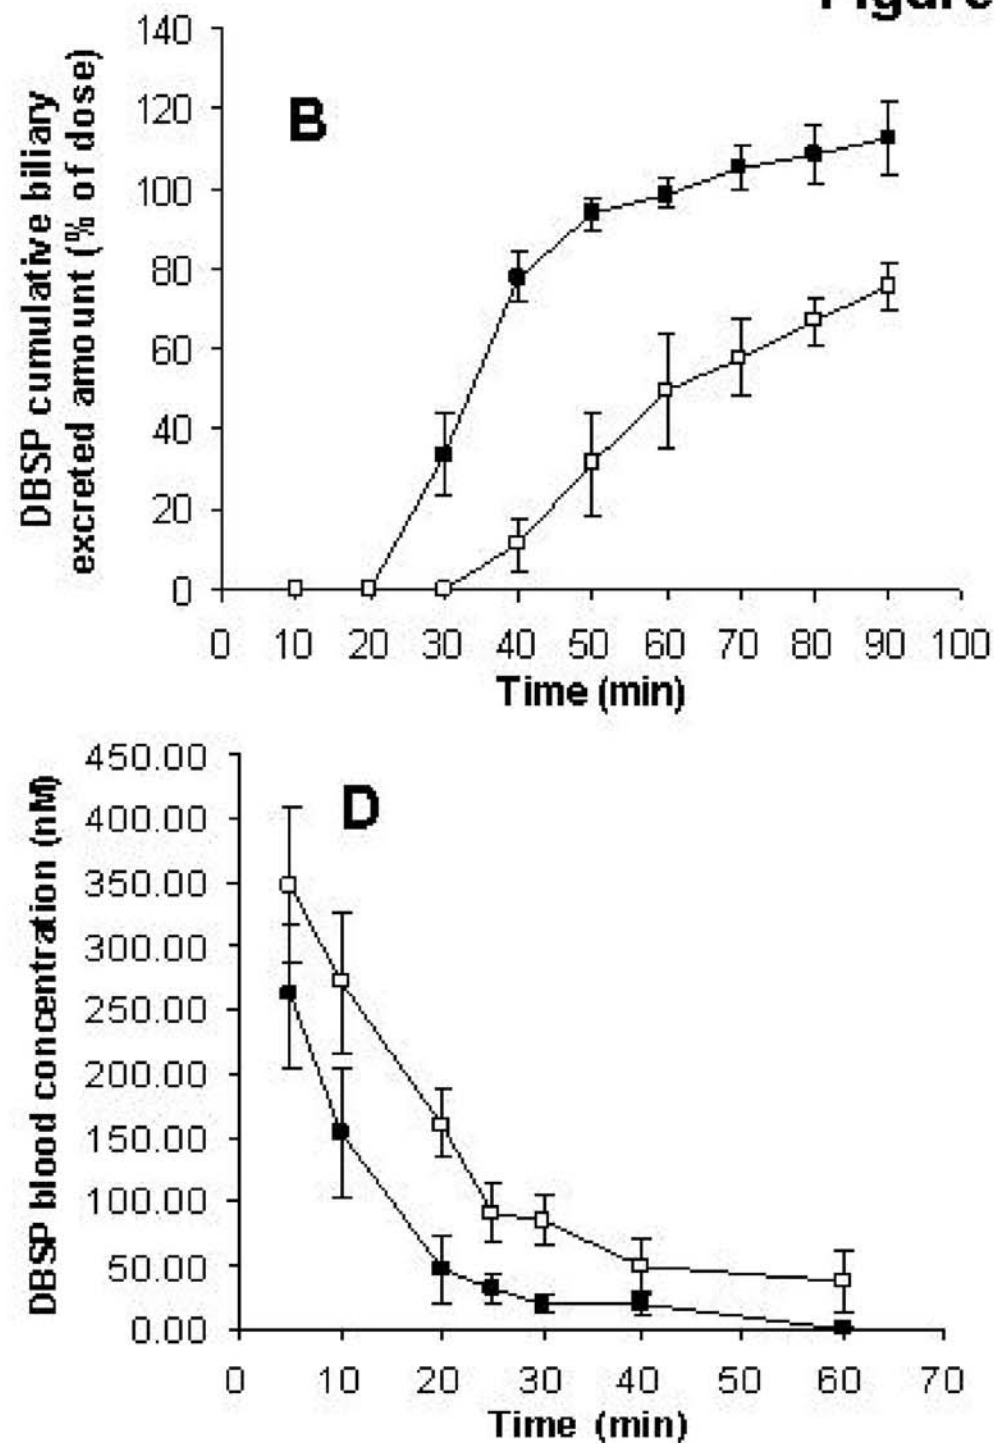 Figure
140
120
100
80
60
40
20
0
B
DBSP cumulative biliary
excreted amount (% of dose)
0 10 20 30 40 50 60 70 80 90 100
Time (min)
450.00
400.00
350.00
300.00
250.00
200.00
150.00
100.00
50.00
0.00
D
DBSP blood concentration (nM)
0 10 20 30 40 50 60 70
Time (min)